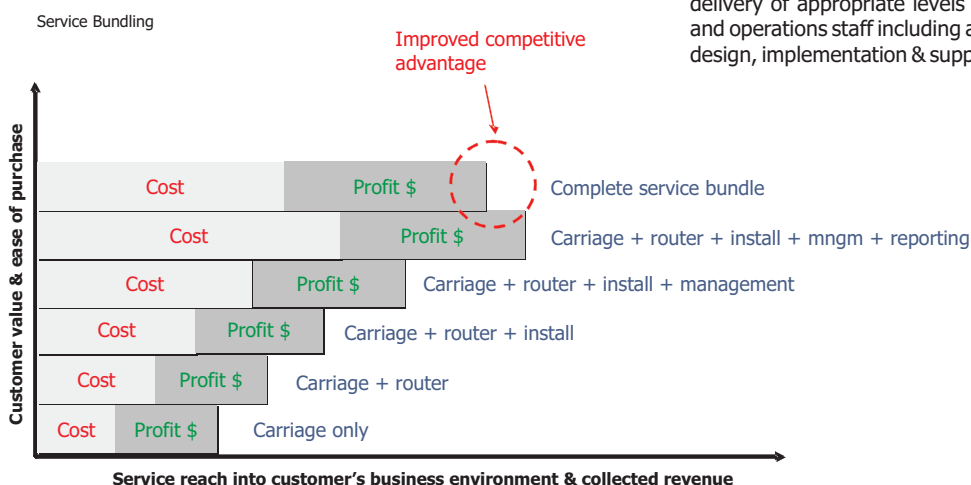 delivery of appropriate levels
and operations staff including a
design, implementation & supp
Service Bundling
Improved competitive
advantage
Customer value & ease of purchase
Cost Profit $ Complete service bundle
Cost Profit $ Carriage + router + install + mngm + reporting
Cost Profit $ Carriage + router + install + management
Cost Profit $ Carriage + router + install
Cost Profit $ Carriage + router
Cost Profit $ Carriage only
Service reach into customer's business environment & collected revenue